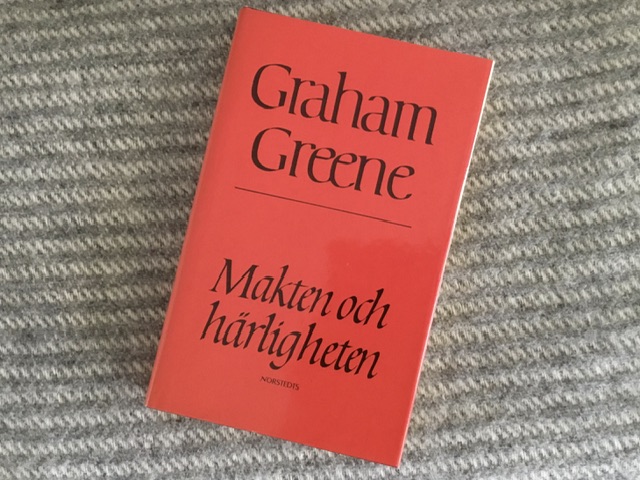 Graham
Greene
Makten och
härligheten
NORSTEDTS